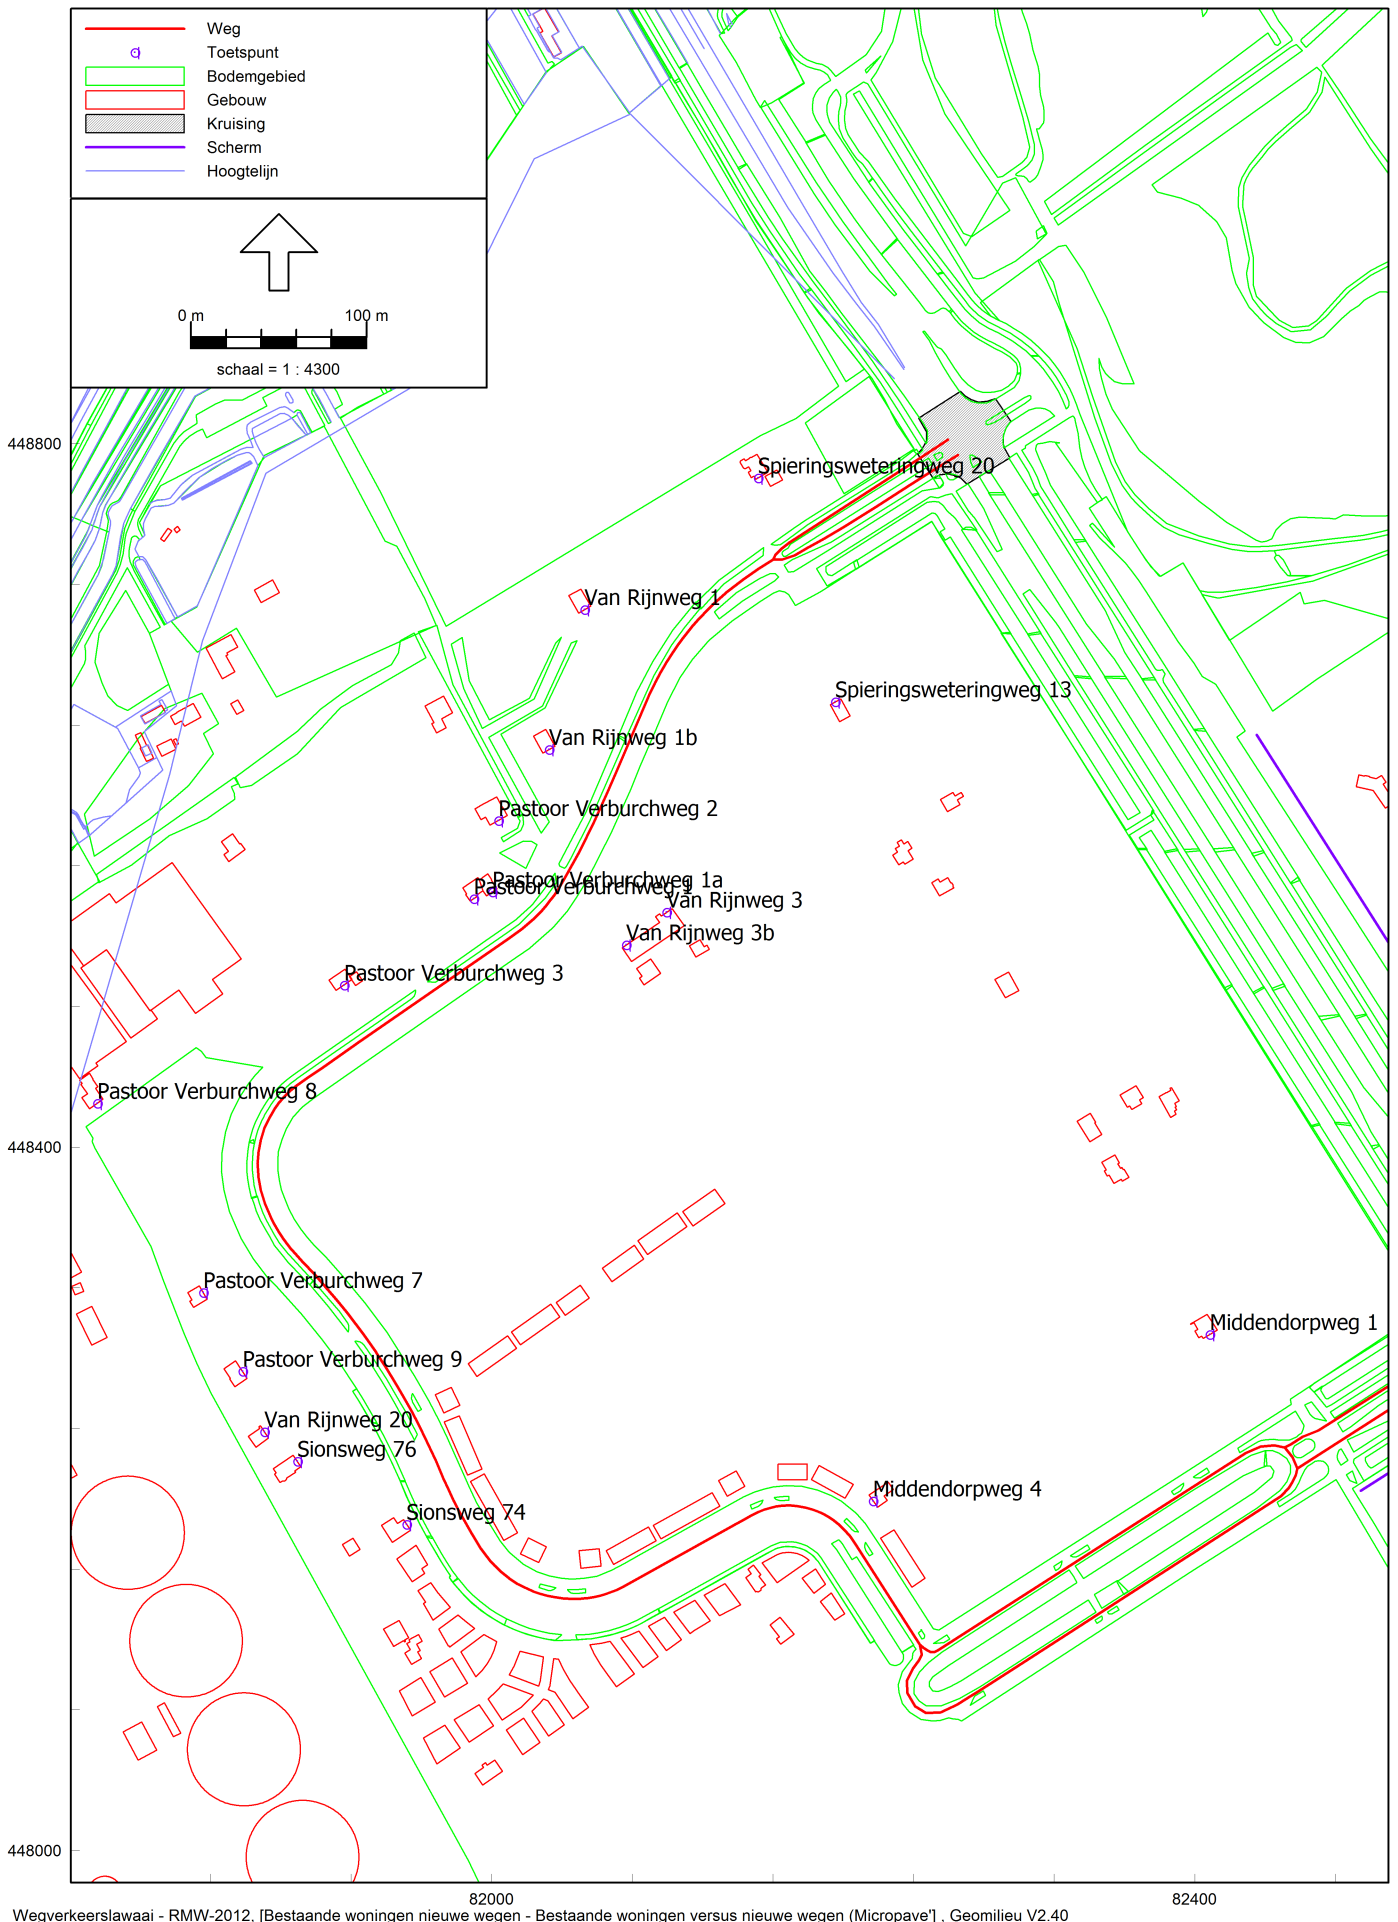 Weg
Toetspunt
Bodemgebied
Gebouw
Kruising
Scherm
Hoogtelijn
0 m 100 m
schaal = 1 : 4300
448800
Spieringsweteringweg 20
Van Rijnweg 1
Spieringsweteringweg 13
Van Rijnweg 1b
Pastoor Verburchweg 2
Pastoor Verburchweg 1a
Pastoor Verburchweg 1
Van Rijnweg 3
Van Rijnweg 3b
Pastoor Verburchweg 3
Pastoor Verburchweg 8
448400
Pastoor Verburchweg 7
Middendorpweg 1
Pastoor Verburchweg 9
Van Rijnweg 20
Sionsweg 76
Middendorpweg 4
Sionsweg 74
448000
82000 82400
Wegverkeerslawaai - RMW-2012, [Bestaande woningen nieuwe wegen - Bestaande woningen versus nieuwe wegen (Micropave'] , Geomilieu V2.40